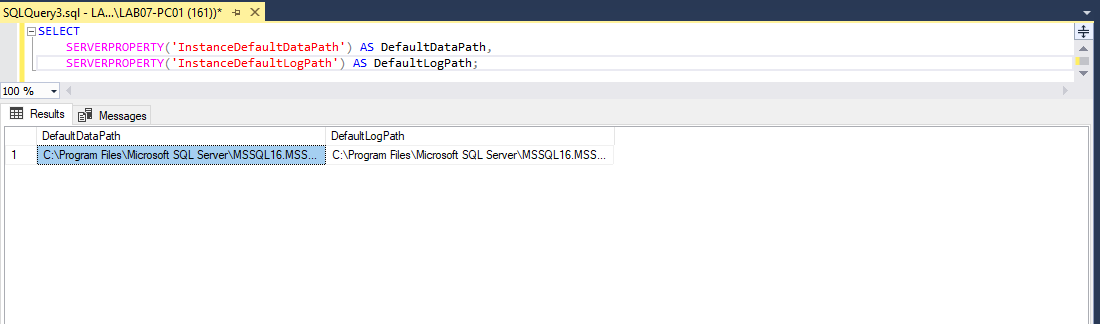 SQLQuery3.sql - LA...\LAB07-PC01 (161))*
SELECT
SERVERPROPERTY('InstanceDefaultDataPath') AS DefaultDataPath,
SERVERPROPERTY('InstanceDefaultLogPath') AS DefaultLogPath;
100 %
Results Messages
DefaultDataPath DefaultLogPath
1 C:\Program Files\Microsoft SQL Server\MSSQL16.MSS... C:\Program Files\Microsoft SQL Server\MSSQL16.MSS...